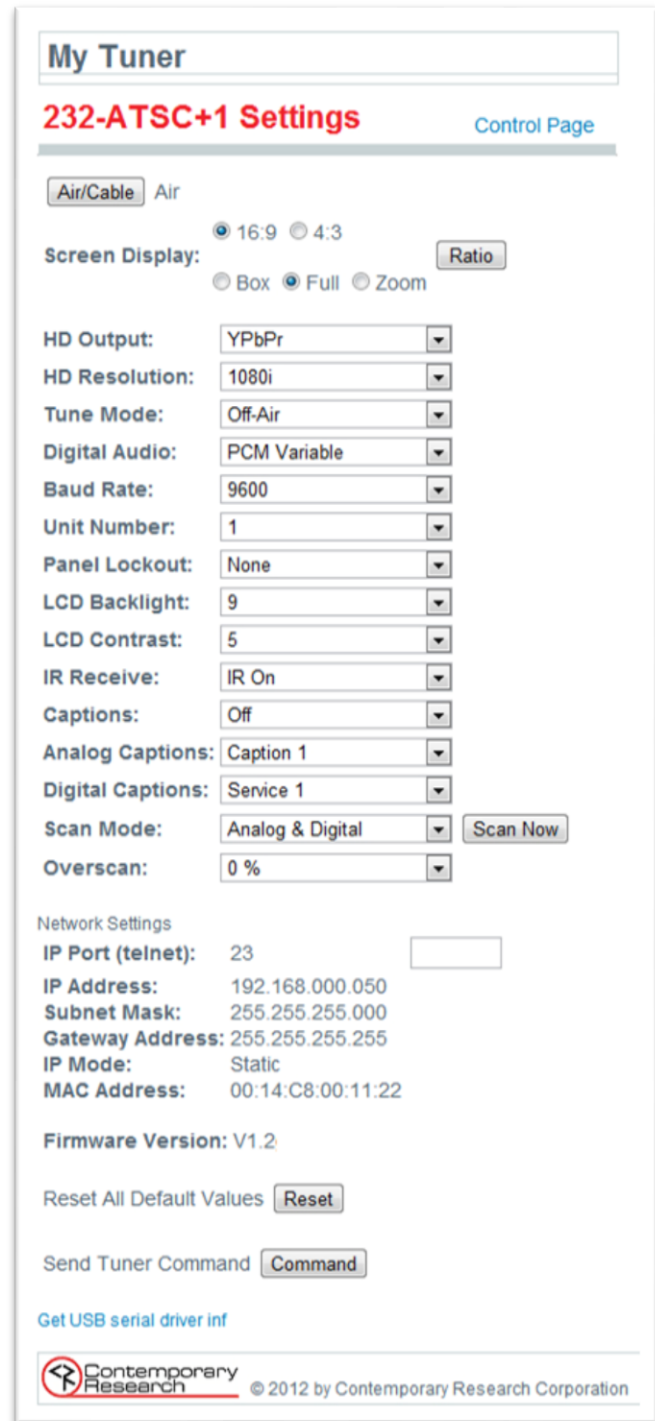 My Tuner
232-ATSC+1 Settings Control Page
Air/Cable Air
16:9 4:3
Screen Display: Ratio
Box Full Zoom
HD Output: YPbPr
HD Resolution: 1080i
Tune Mode: Off-Air
Digital Audio: PCM Variable
Baud Rate: 9600
Unit Number: 1
Panel Lockout: None
LCD Backlight: 9
LCD Contrast: 5
IR Receive: IR On
Captions: Off
Analog Captions: Caption 1
Digital Captions: Service 1
Scan Mode: Analog & Digital Scan Now
Overscan: 0 %
Network Settings
IP Port (telnet): 23
IP Address: 192.168.000.050
Subnet Mask: 255.255.255.000
Gateway Address: 255.255.255.255
IP Mode: Static
MAC Address: 00:14:C8:00:11:22
Firmware Version: V1.2
Reset All Default Values Reset
Send Tuner Command Command
Get USB serial driver inf
Contemporary
Research © 2012 by Contemporary Research Corporation